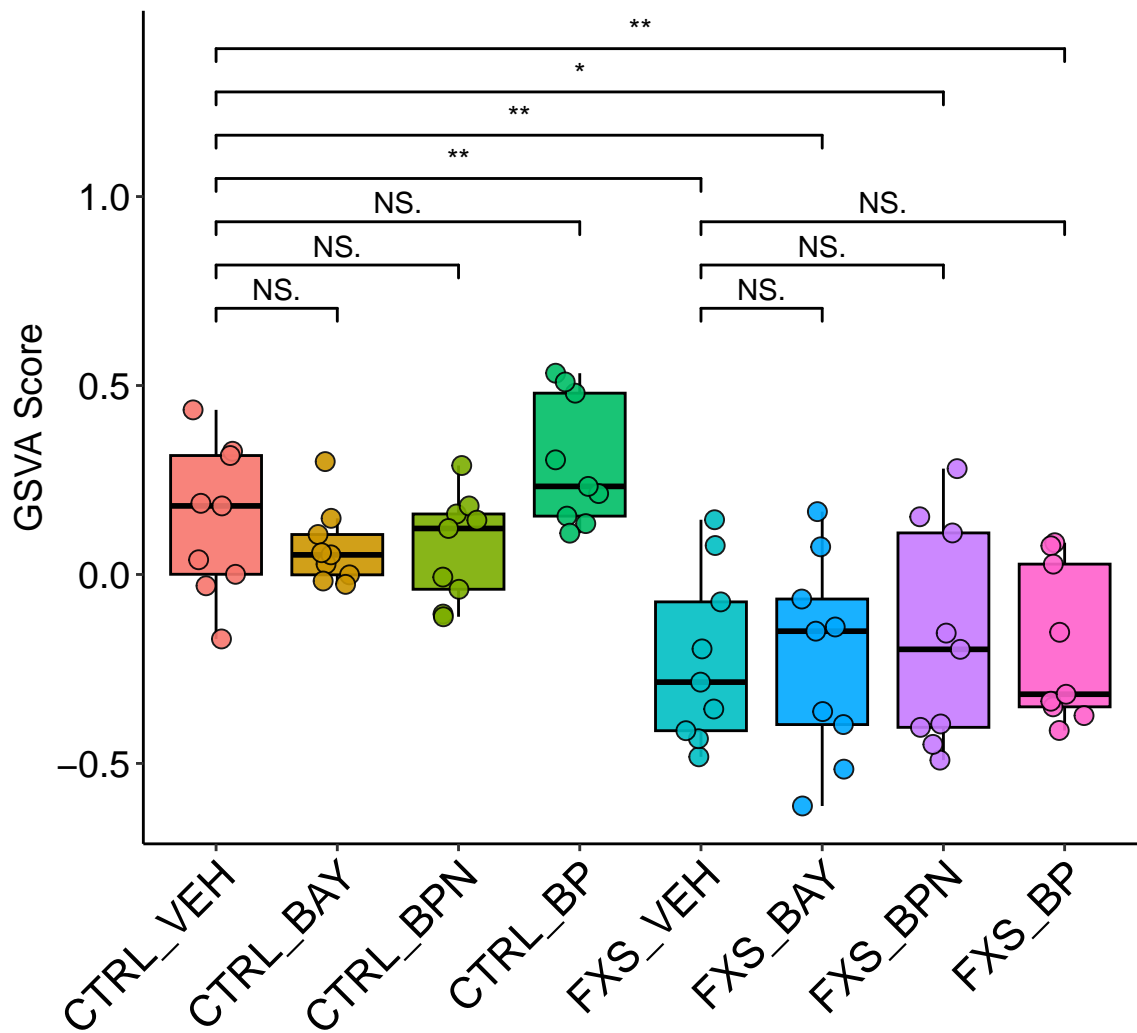 **
*
**
**
NS.
NS.
NS.
NS.
NS.
NS.
GSVA Score
1.0
0.5
0.0
−0.5
CTRL_VEH
CTRL_BAY
CTRL_BPN
CTRL_BP
FXS_VEH
FXS_BAY
FXS_BPN
FXS_BP